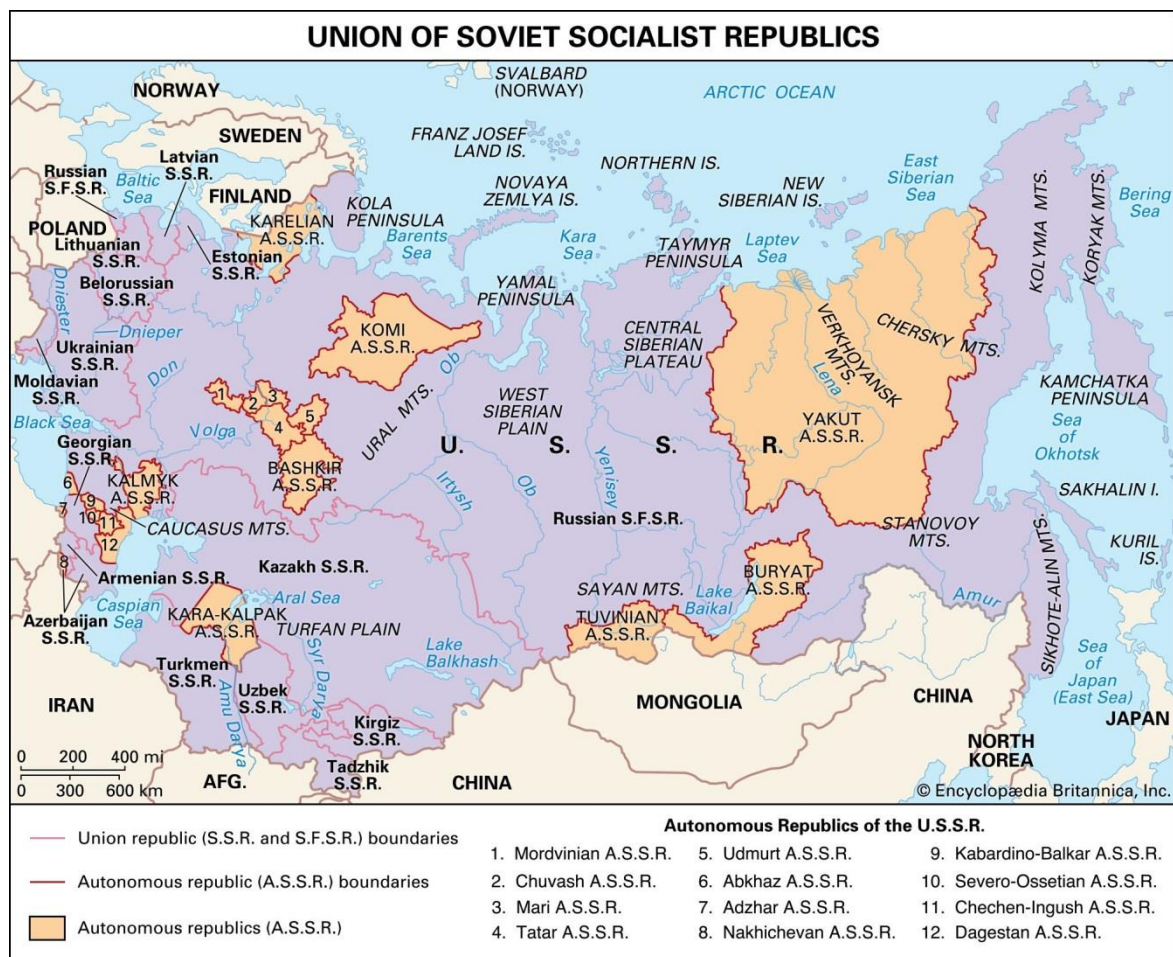 UNION OF SOVIET SOCIALIST REPUBLICS
SVALBARD
(NORWAY)
ARCTIC OCEAN
NORWAY
SWEDEN
FINLAND
FRANZ JOSEF
LAND IS.
NORTHERN IS.
NOVAYA
ZEMLYA IS.
NEW
SIBERIAN IS.
East
Siberian
Sea
Bering
Sea
Russian
S.F.S.R.
Baltic
Sea
Latvian
S.S.R.
KARELIAN
A.S.S.R.
KOLA
PENINSULA
Barents
Sea
Kara
Sea
TAYMYR
PENINSULA
Laptev
Sea
KOLYMA MTS.
KORYAK MTS.
POLAND
Lithuanian
S.S.R.
Estonian
S.S.R.
Belorussian
S.S.R.
YAMAL
PENINSULA
CENTRAL
SIBERIAN
PLATEAU
VERKHOYANSK
MTS.
CHERSKY MTS.
Dniester
Dnieper
Ukrainian
S.S.R.
Don
KOMI
A.S.S.R.
Ob
URAL MTS.
WEST
SIBERIAN
PLAIN
Lena
YAKUT
A.S.S.R.
KAMCHATKA
PENINSULA
Moldavian
S.S.R.
Black Sea
Volga
1
2
3
4
5
U. S. S. R.
Sea
of
Okhotsk
Georgian
S.S.R.
KALMYK
A.S.S.R.
BASHKIR
A.S.S.R.
Irtysh
Ob
Yenisey
Russian S.F.S.R.
SAKHALIN I.
6
7
9
10
11
12
8
CAUCASUS MTS.
STANOVOY
MTS.
KURIL
IS.
Armenian S.S.R.
Azerbaijan
S.S.R.
Caspian
Sea
Kazakh S.S.R.
KARA-KALPAK
A.S.S.R.
Aral Sea
TURFAN PLAIN
SAYAN MTS.
TUVINIAN
A.S.S.R.
Lake
Baikal
BURYAT
A.S.S.R.
Amur
SIKHOTE-ALIN MTS.
Turkmen
S.S.R.
Uzbek
S.S.R.
Amu Darya
Syr Darya
Lake
Balkhash
Kirgiz
S.S.R.
Tadzhik
S.S.R.
IRAN
AFG.
CHINA
MONGOLIA
CHINA
NORTH
KOREA
Sea
of
Japan
(East Sea)
JAPAN
0 200 400 mi
0 300 600 km
© Encyclopædia Britannica, Inc.
Union republic (S.S.R. and S.F.S.R.) boundaries
Autonomous republic (A.S.S.R.) boundaries
Autonomous republics (A.S.S.R.)
Autonomous Republics of the U.S.S.R.
1. Mordvinian A.S.S.R.
2. Chuvash A.S.S.R.
3. Mari A.S.S.R.
4. Tatar A.S.S.R.
5. Udmurt A.S.S.R.
6. Abkhaz A.S.S.R.
7. Adzhar A.S.S.R.
8. Nakhichevan A.S.S.R.
9. Kabardino-Balkar A.S.S.R.
10. Severo-Ossetian A.S.S.R.
11. Chechen-Ingush A.S.S.R.
12. Dagestan A.S.S.R.